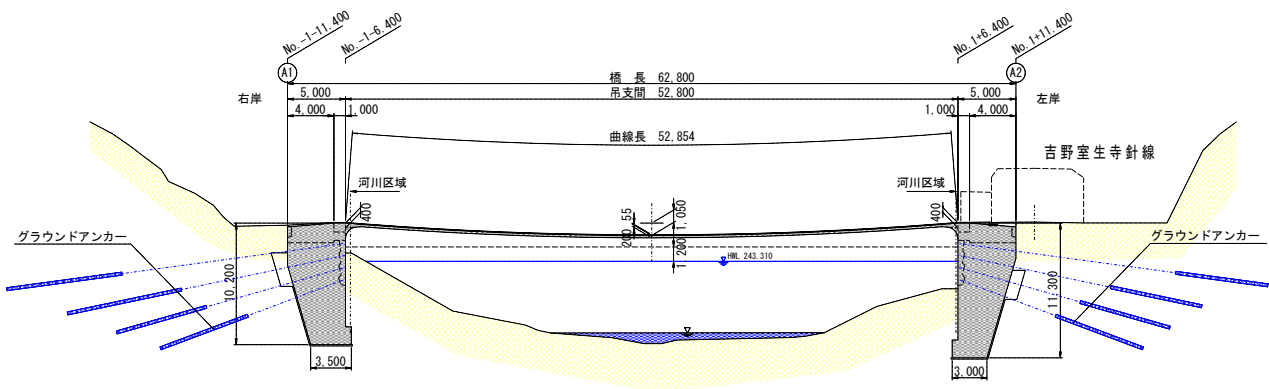 No.-1-11.400
No.-1-6.400
No.1+6.400
No.1+11.400
A1
A2
橋 長 62,800
右岸
5,000
吊支間 52,800
5,000
左岸
4,000
1,000
1,000
4,000
曲線長 52,854
吉野室生寺針線
河川区域
河川区域
400
400
200
55
1,050
グラウンドアンカー
グラウンドアンカー
1,200
HWL 243.310
10,200
11,300
3,500
3,000